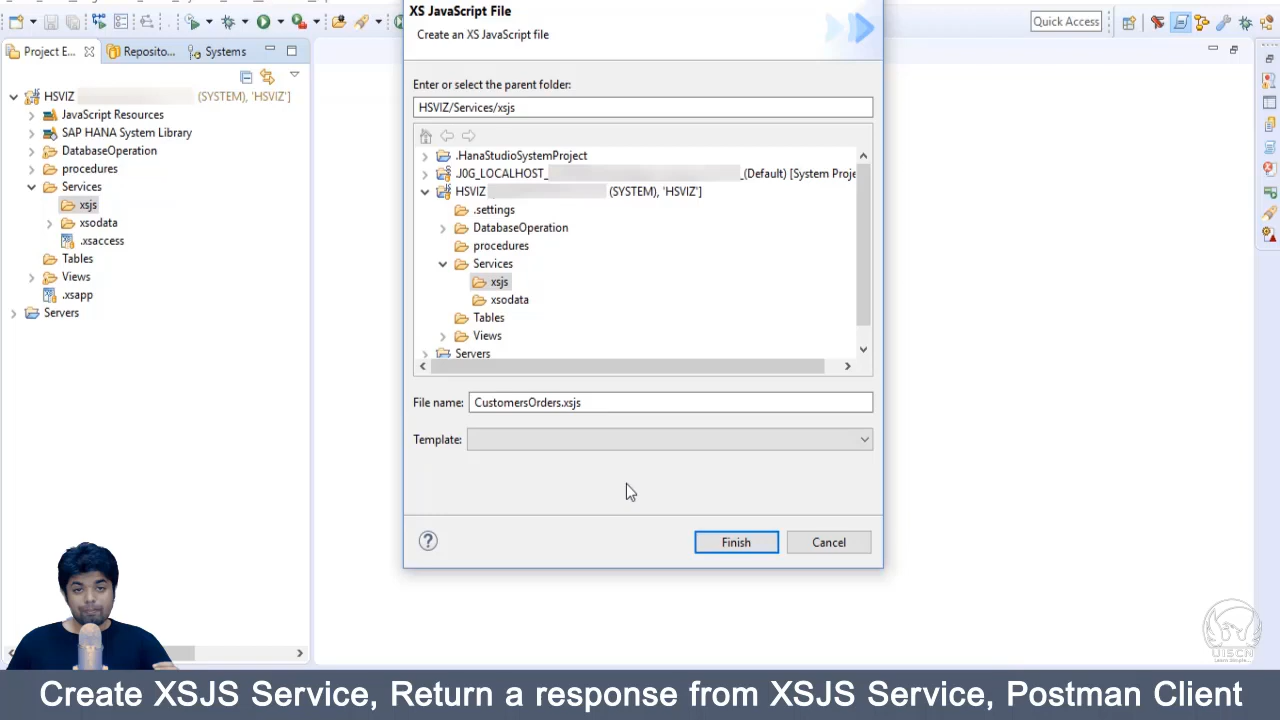 XS JavaScript File
Create an XS JavaScript file
Quick Access
Project E...
Reposito...
Systems
HSVIZ (SYSTEM), 'HSVIZ']
JavaScript Resources
SAP HANA System Library
DatabaseOperation
procedures
Services
xsjs
xsodata
.xsaccess
Tables
Views
.xsapp
Servers
Enter or select the parent folder:
HSVIZ/Services/xsjs
.HanaStudioSystemProject
.J0G_LOCALHOST_ _(Default) [System Proje
HSVIZ (SYSTEM), 'HSVIZ']
.settings
DatabaseOperation
procedures
Services
xsjs
xsodata
Tables
Views
Servers
File name: CustomersOrders.xsjs
Template:
Finish
Cancel
UISCN
Learn Simple...
Create XSJS Service, Return a response from XSJS Service, Postman Client